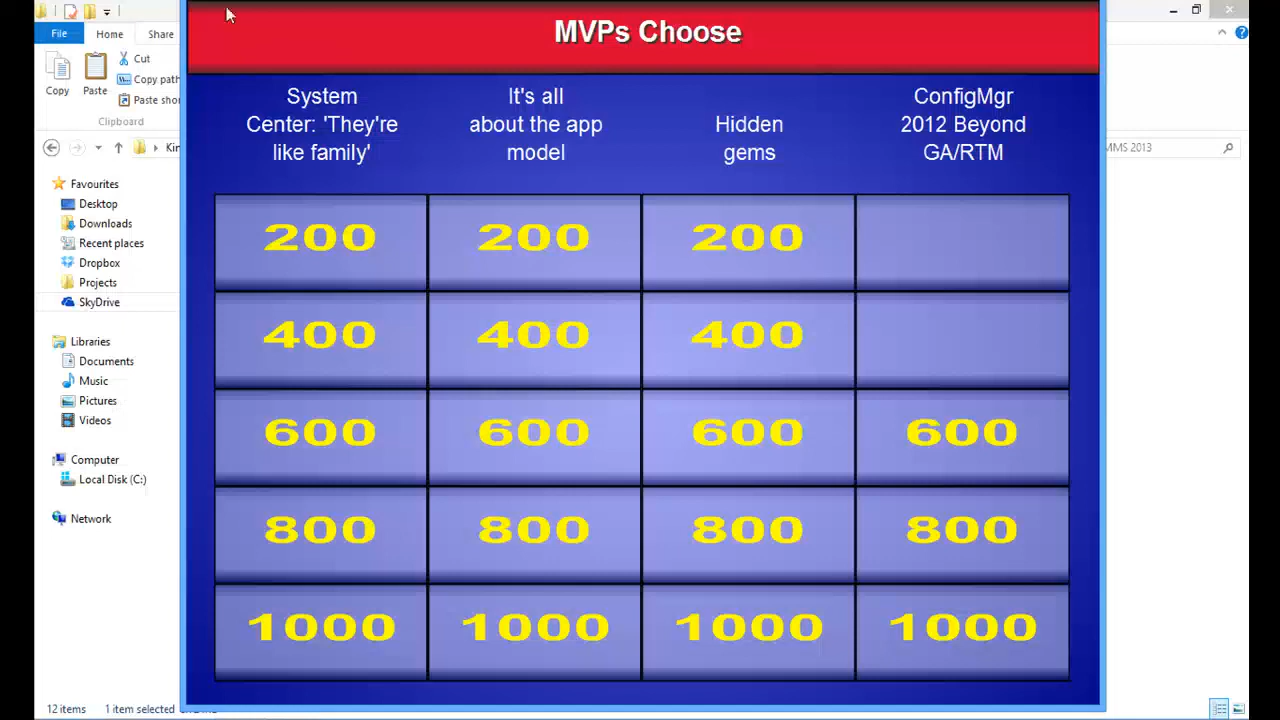 MVPs Choose
File
Home
Share
Copy
Paste
Cut
Copy path
Paste shor
Clipboard
Kin
MMS 2013
Favourites
Desktop
Downloads
Recent places
Dropbox
Projects
SkyDrive
Libraries
Documents
Music
Pictures
Videos
Computer
Local Disk (C:)
Network
12 items
1 item selected
System
Center: 'They're
like family'
It's all
about the app
model
Hidden
gems
ConfigMgr
2012 Beyond
GA/RTM
200 200 200
400 400 400
600 600 600 600
800 800 800 800
1000 1000 1000 1000